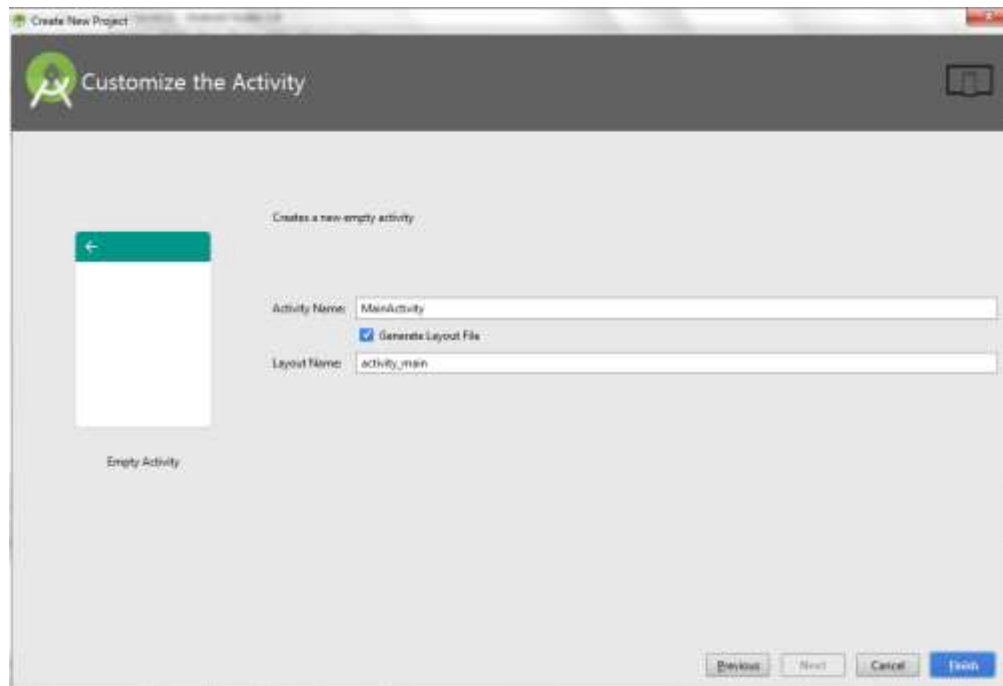 Create New Project
Customize the Activity
Creates a new empty activity
Activity Name: MainActivity
Generate Layout File
Layout Name: activity_main
Empty Activity
Previous Next Cancel Finish